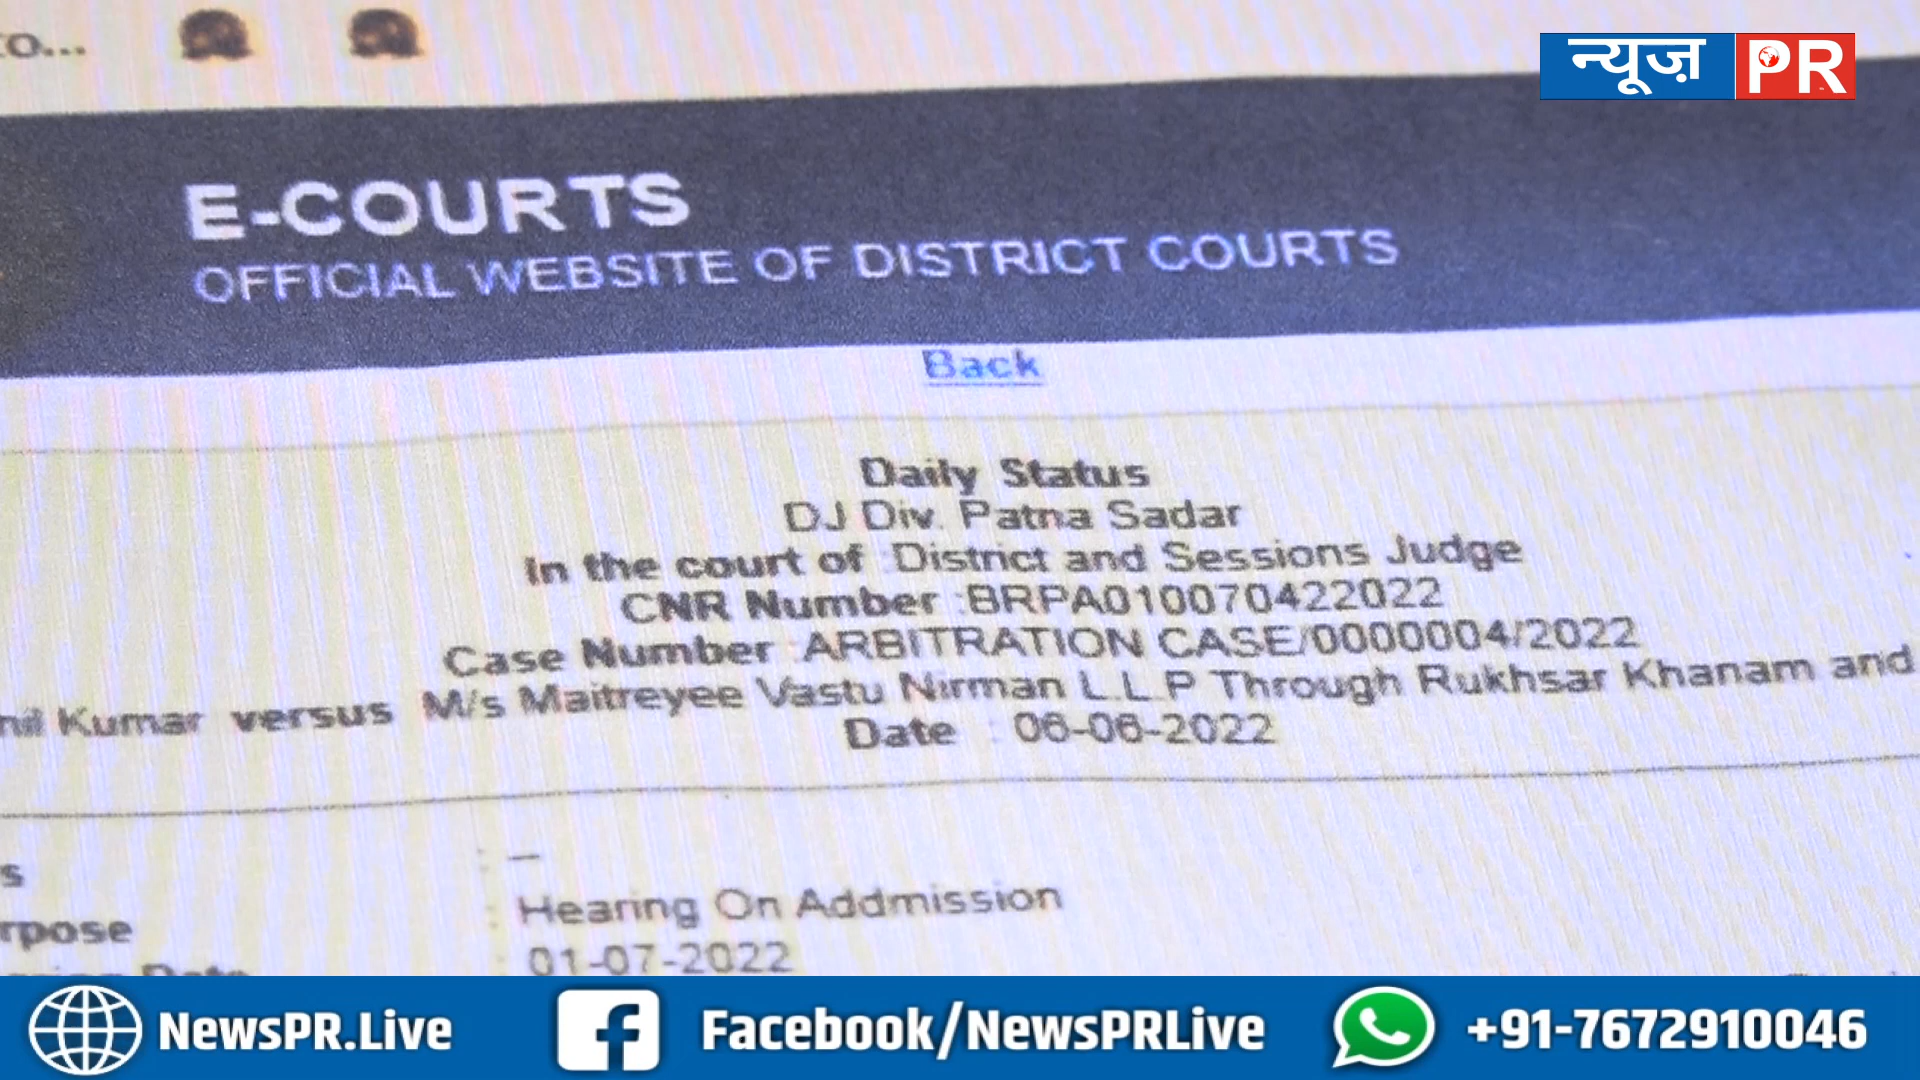 न्यूज़ PR
E-COURTS
OFFICIAL WEBSITE OF DISTRICT COURTS
Back
Daily Status
DJ Div. Patna Sadar
In the court of : District and Sessions Judge
CNR Number :BRPA010070422022
Case Number :ARBITRATION CASE/0000004/2022
Kumar versus M/s Maitreyee Vastu Nirman L.L.P Through Rukhsar Khanam and
Date : 06-06-2022
: --
: Hearing On Addmission
: 01-07-2022
NewsPR.Live
Facebook/NewsPRLive
+91-7672910046